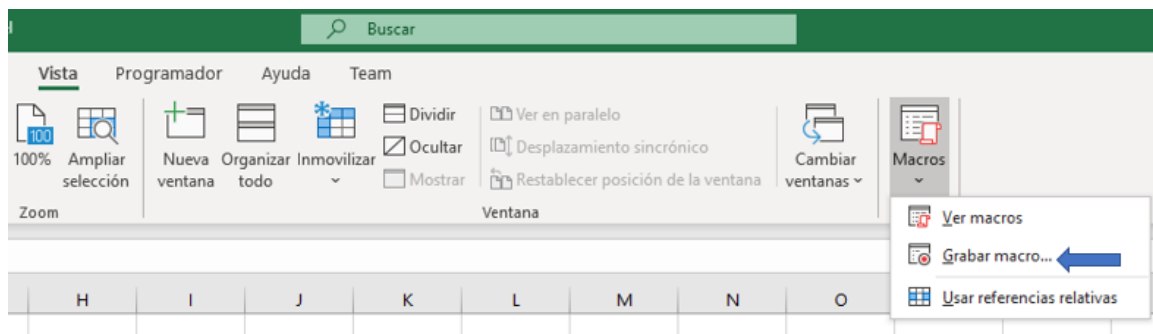 Buscar
Vista Programador Ayuda Team
100
100%
Ampliar
selección
Zoom
Nueva
ventana
Organizar
todo
Inmovilizar
Dividir
Ocultar
Mostrar
Ver en paralelo
Desplazamiento sincrónico
Restablecer posición de la ventana
Cambiar
ventanas
Ventana
Macros
Ver macros
Grabar macro...
Usar referencias relativas
H I J K L M N O